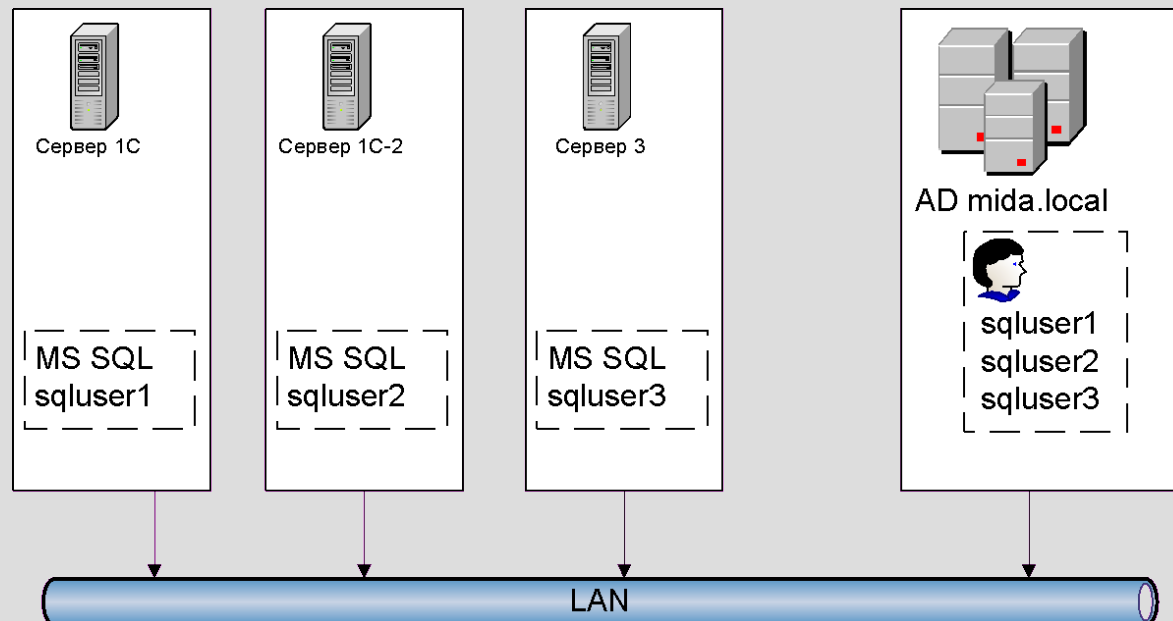 Сервер 1С
Сервер 1С-2
Сервер 3
AD mida.local
MS SQL
sqluser1
MS SQL
sqluser2
MS SQL
sqluser3
sqluser1
sqluser2
sqluser3
LAN